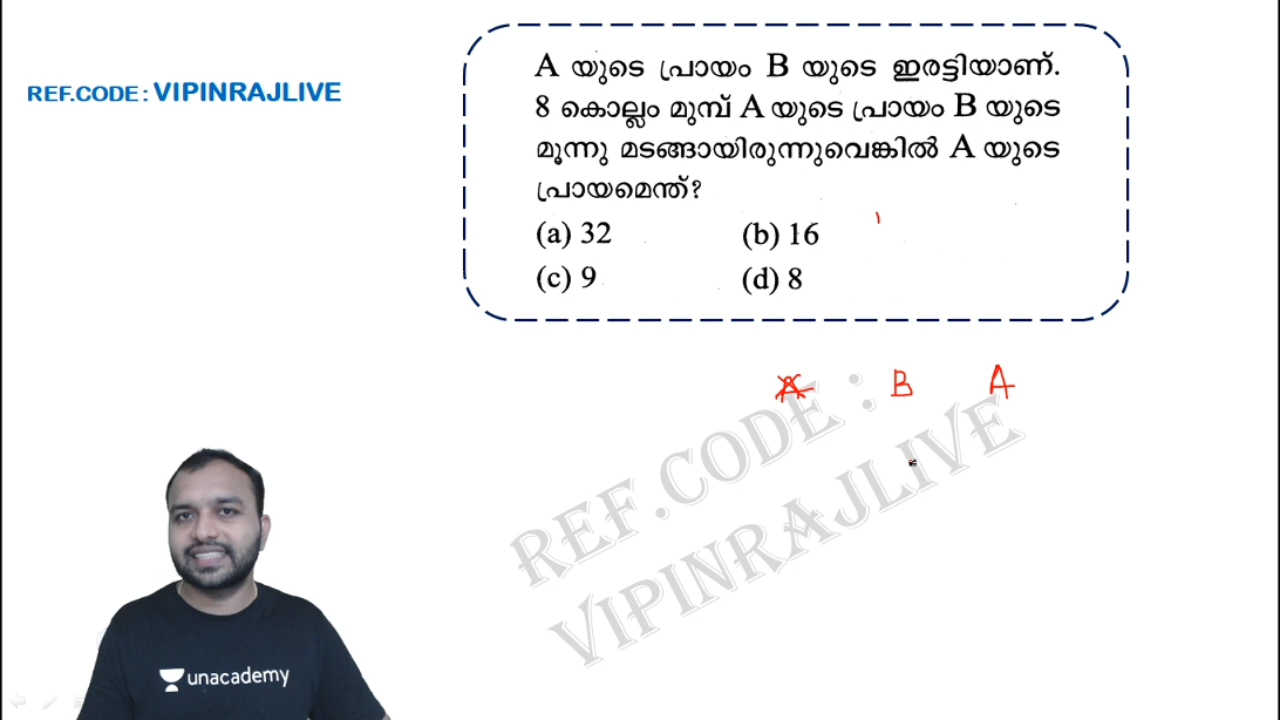 REF.CODE : VIPINRAJLIVE
A യുടെ പ്രായം B യുടെ ഇരട്ടിയാണ്.
8 കൊല്ലം മുമ്പ് A യുടെ പ്രായം B യുടെ
മൂന്നു മടങ്ങായിരുന്നുവെങ്കിൽ A യുടെ
പ്രായമെന്ത്?
(a) 32 (b) 16
(c) 9 (d) 8
B A
REF.CODE :
VIPINRAJLIVE
unacademy